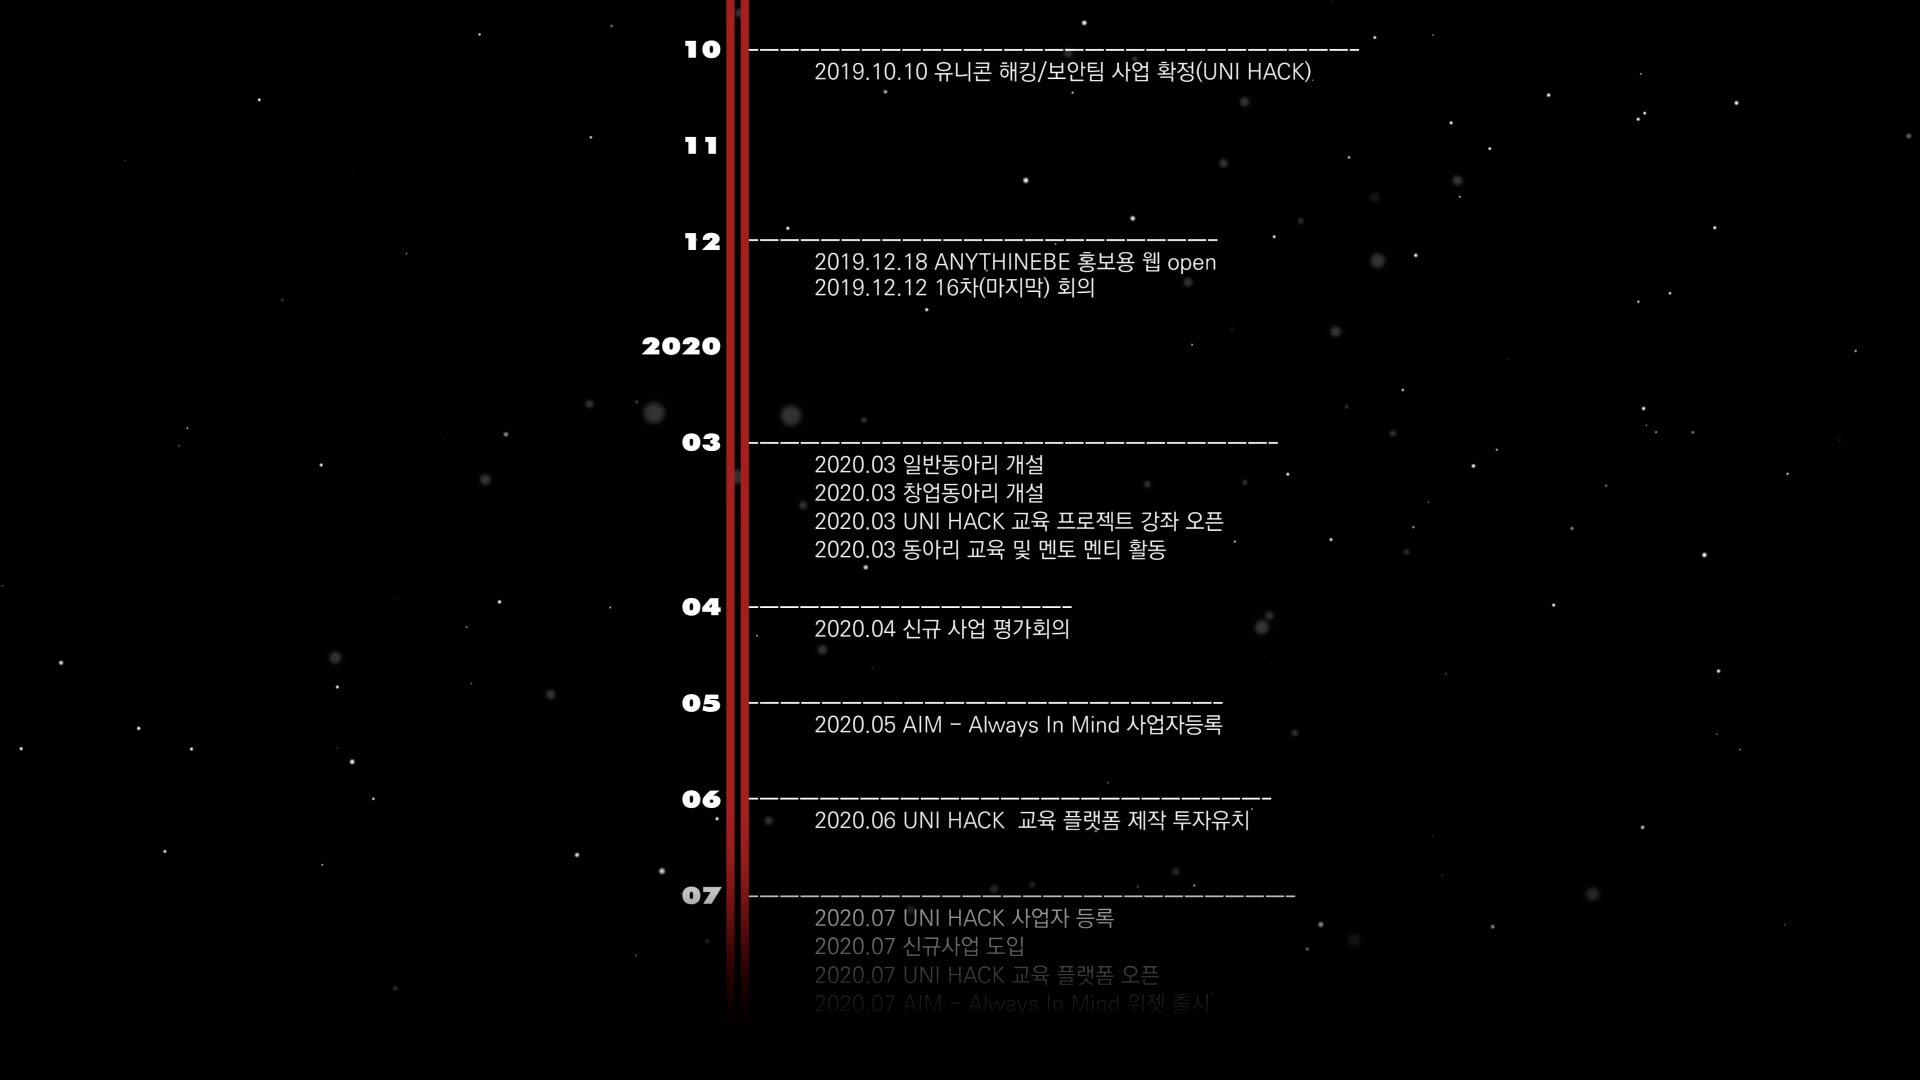 10
2019.10.10 유니콘 해킹/보안팀 사업 확정(UNI HACK)
11
12
2019.12.18 ANYTHINEBE 홍보용 웹 open
2019.12.12 16차(마지막) 회의
2020
03
2020.03 일반동아리 개설
2020.03 창업동아리 개설
2020.03 UNI HACK 교육 프로젝트 강좌 오픈
2020.03 동아리 교육 및 멘토 멘티 활동
04
2020.04 신규 사업 평가회의
05
2020.05 AIM - Always In Mind 사업자등록
06
2020.06 UNI HACK  교육 플랫폼 제작 투자유치
07
2020.07 UNI HACK 사업자 등록
2020.07 신규사업 도입
2020.07 UNI HACK 교육 플랫폼 오픈
2020.07 AIM - Always In Mind 위젯 출시